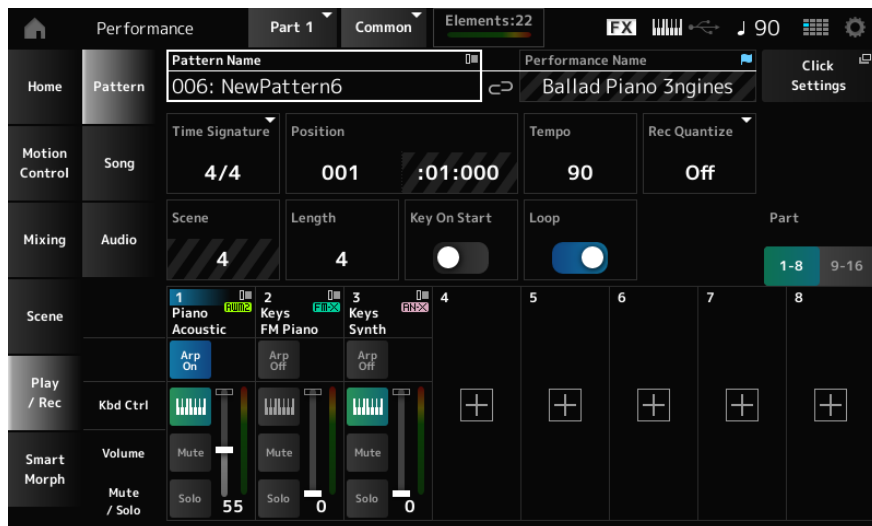 Performance
Part 1
Common
Elements:22
FX
90
Home
Pattern
Pattern Name
006: NewPattern6
Performance Name
Ballad Piano 3ngines
Click
Settings
Motion
Control
Song
Time Signature
4/4
Position
001 :01:000
Tempo
90
Rec Quantize
Off
Mixing
Audio
Scene
4
Length
4
Key On Start
Loop
Part
1-8 9-16
Scene
1
Piano
AWM2
Acoustic
2
Keys
FM-X
FM Piano
3
Keys
AN-X
Synth
4
5
6
7
8
Arp
On
Arp
Off
Arp
Off
Play
/ Rec
Kbd Ctrl
Smart
Morph
Volume
Mute
Mute
Mute
Mute
/ Solo
Solo
55
Solo
0
Solo
0